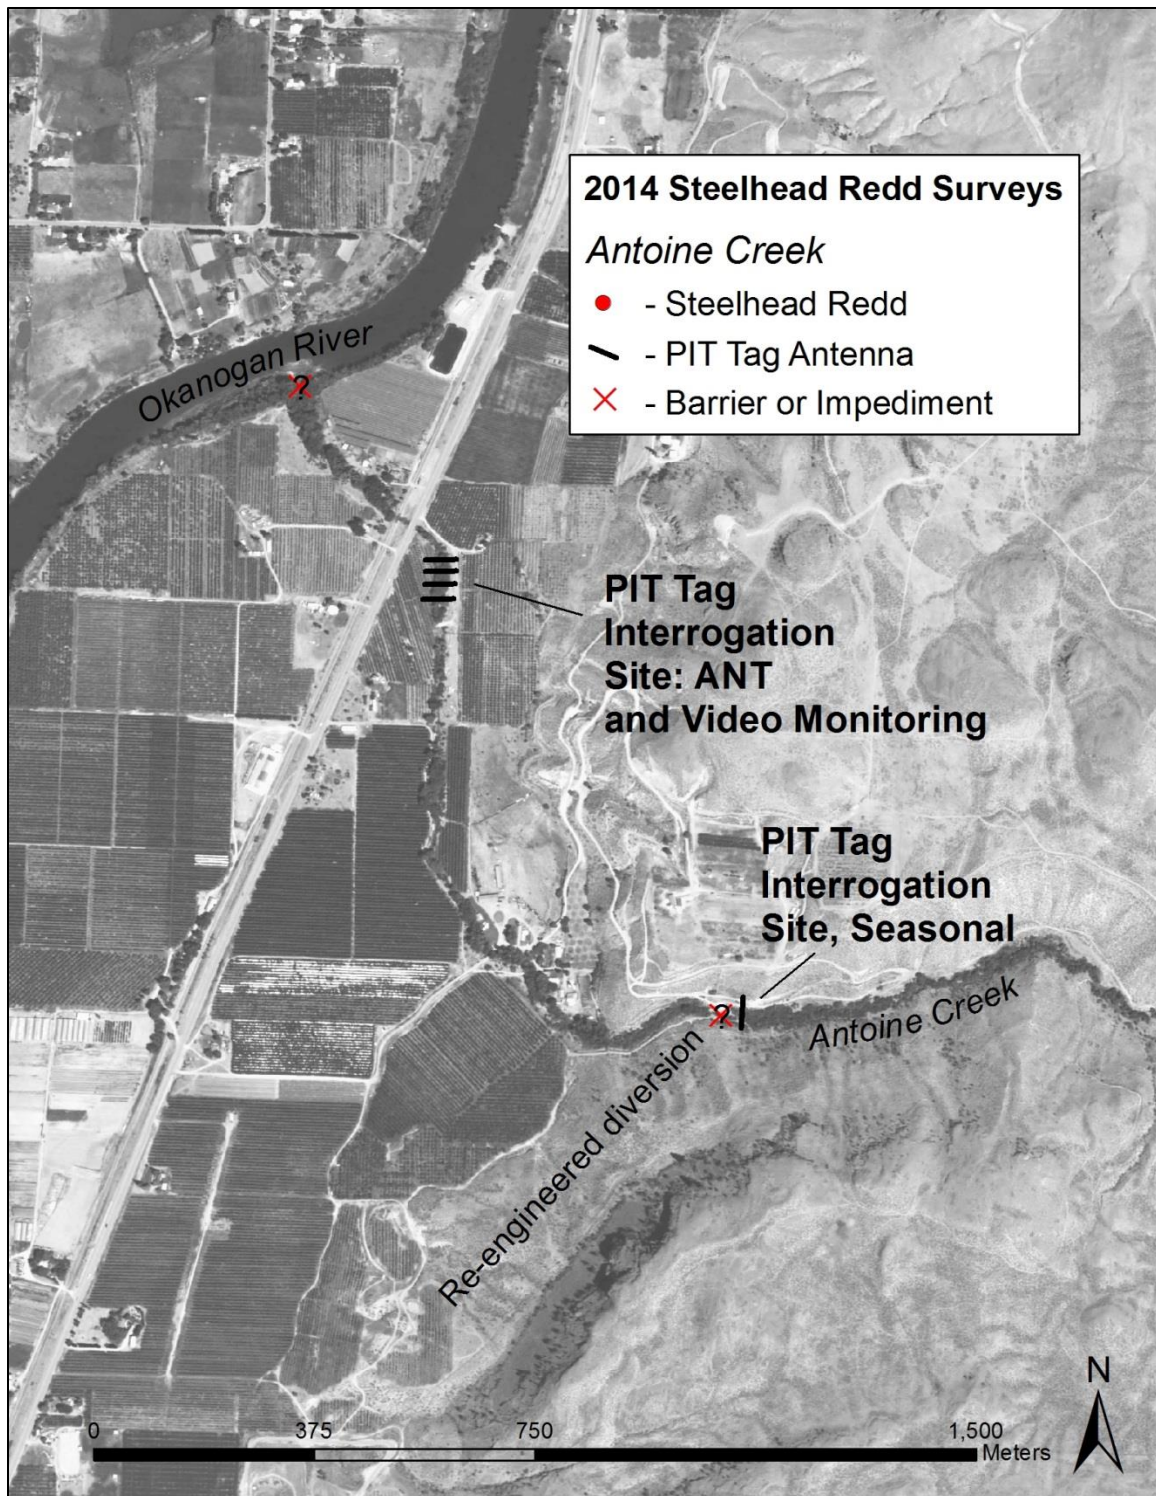 2014 Steelhead Redd Surveys
Antoine Creek
- Steelhead Redd
- PIT Tag Antenna
- Barrier or Impediment
Okanogan River
?
PIT Tag
Interrogation
Site: ANT
and Video Monitoring
PIT Tag
Interrogation
Site, Seasonal
?
Antoine Creek
Re-engineered diversion
N
0 375 750 1,500
Meters